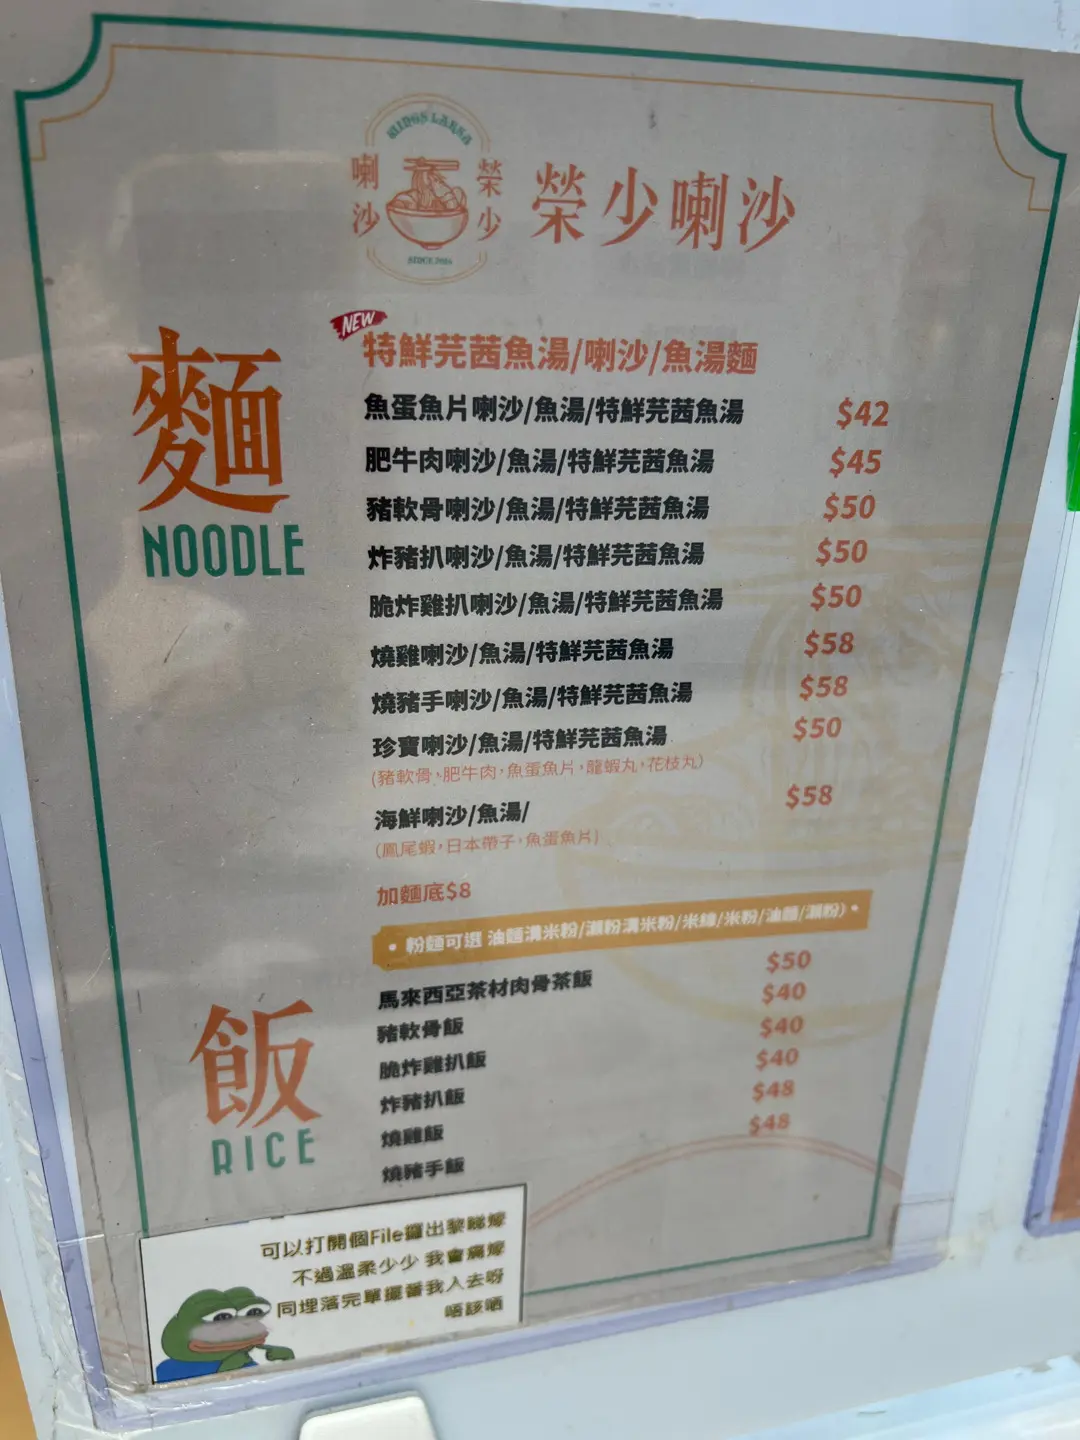 WINGS LAKSA
喇沙 榮少
SINCE 2016
榮少喇沙
麵
NOODLE
NEW
特鮮芫茜魚湯/喇沙/魚湯麵
魚蛋魚片喇沙/魚湯/特鮮芫茜魚湯 $42
肥牛肉喇沙/魚湯/特鮮芫茜魚湯 $45
豬軟骨喇沙/魚湯/特鮮芫茜魚湯 $50
炸豬扒喇沙/魚湯/特鮮芫茜魚湯 $50
脆炸雞扒喇沙/魚湯/特鮮芫茜魚湯 $50
燒雞喇沙/魚湯/特鮮芫茜魚湯 $58
燒豬手喇沙/魚湯/特鮮芫茜魚湯 $58
珍寶喇沙/魚湯/特鮮芫茜魚湯 $50
(豬軟骨,肥牛肉,魚蛋魚片,龍蝦丸,花枝丸)
海鮮喇沙/魚湯/ $58
(鳳尾蝦,日本帶子,魚蛋魚片)
加麵底$8
• 粉麵可選 油麵溝米粉/瀨粉溝米粉/米線/米粉/油麵/瀨粉) •
飯
RICE
馬來西亞茶材肉骨茶飯 $50
豬軟骨飯 $40
脆炸雞扒飯 $40
炸豬扒飯 $40
燒雞飯 $48
燒豬手飯 $48
可以打開個File攞出黎睇㗎
不過溫柔少少 我會痛㗎
同埋落完單擺番我入去呀
唔該晒